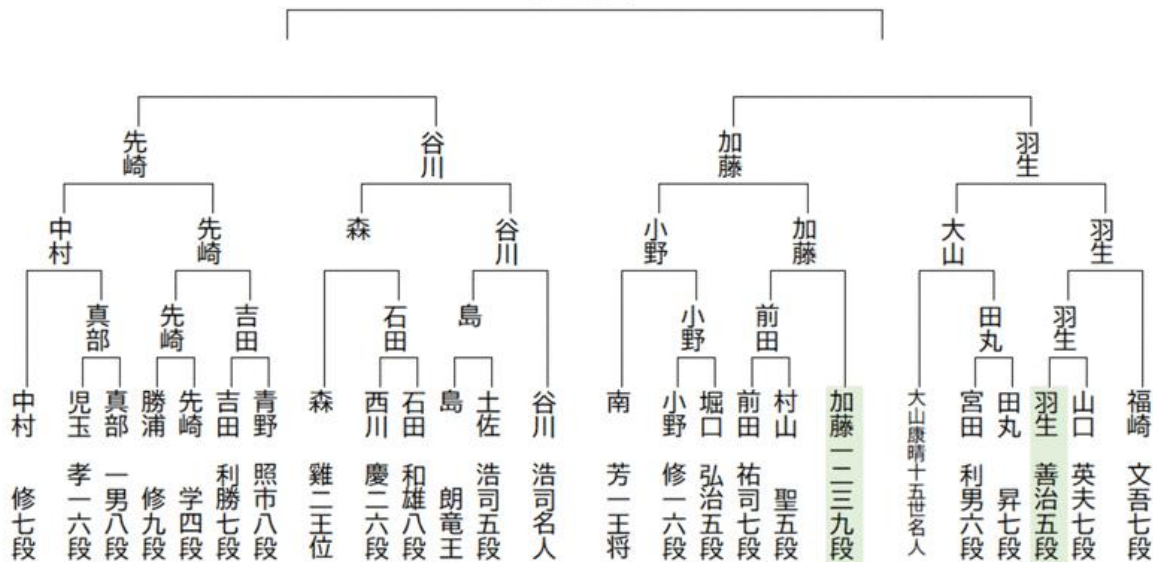 先崎
谷川
加藤
羽生
中村
先崎
森
谷川
小野
加藤
大山
羽生
真部
先崎
吉田
石田
島
小野
前田
田丸
羽生
中村 修七段
児玉 孝一六段
真部 一男八段
勝浦 修九段
先崎 学四段
吉田 利勝七段
青野 照市八段
森 雞二王位
西川 慶二六段
石田 和雄八段
島 朗竜王
土佐 浩司五段
谷川 浩司名人
南 芳一王将
小野 修一六段
堀口 弘治五段
前田 祐司七段
村山 聖五段
加藤一二三九段
大山康晴十五世名人
宮田 利男六段
田丸 昇七段
羽生 善治五段
山口 英夫七段
福崎 文吾七段